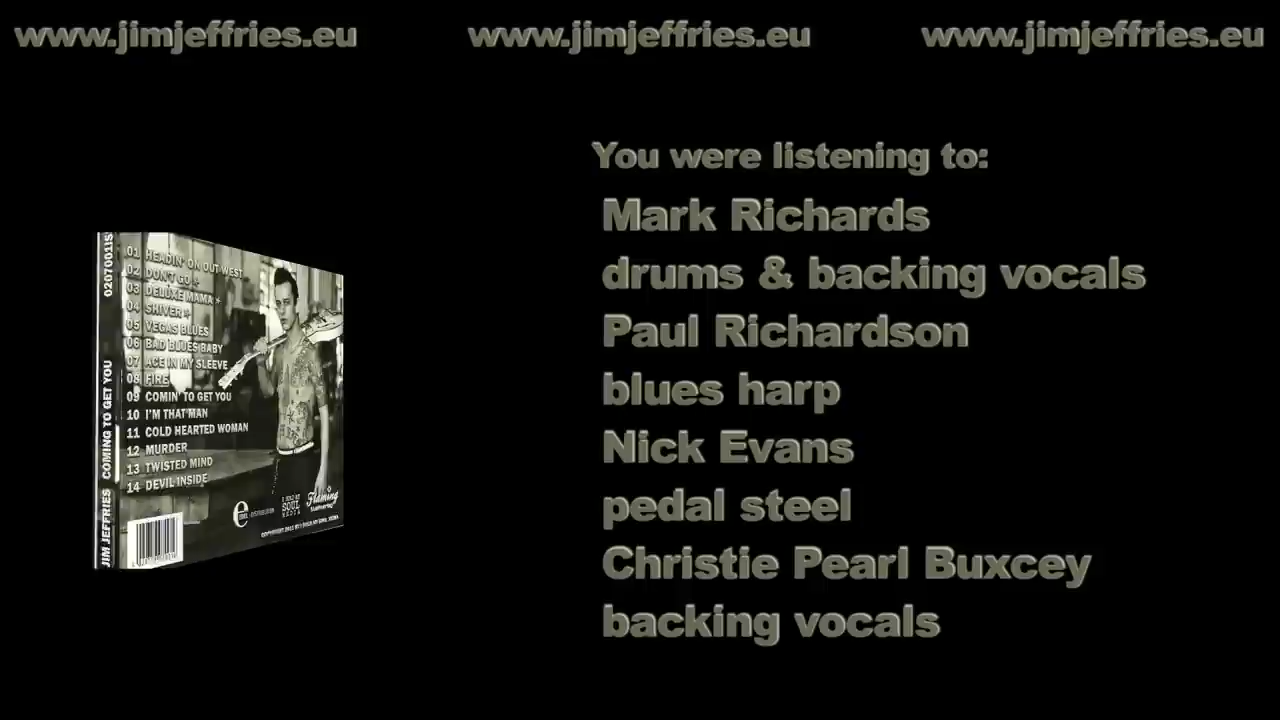 www.jimjeffries.eu www.jimjeffries.eu www.jimjeffries.eu
You were listening to:
Mark Richards
drums & backing vocals
Paul Richardson
blues harp
Nick Evans
pedal steel
Christie Pearl Buxcey
backing vocals
JIM JEFFRIES COMING TO GET YOU
01 HEADIN' ON OUT WEST
02 DON'T GO *
03 DELUXE MAMA *
04 SHIVER *
05 VEGAS BLUES
06 BAD BLUES BABY
07 ACE IN MY SLEEVE
08 FIRE
09 COMIN' TO GET YOU
10 I'M THAT MAN
11 COLD HEARTED WOMAN
12 MURDER
13 TWISTED MIND
14 DEVIL INSIDE
SOUL
Flaming